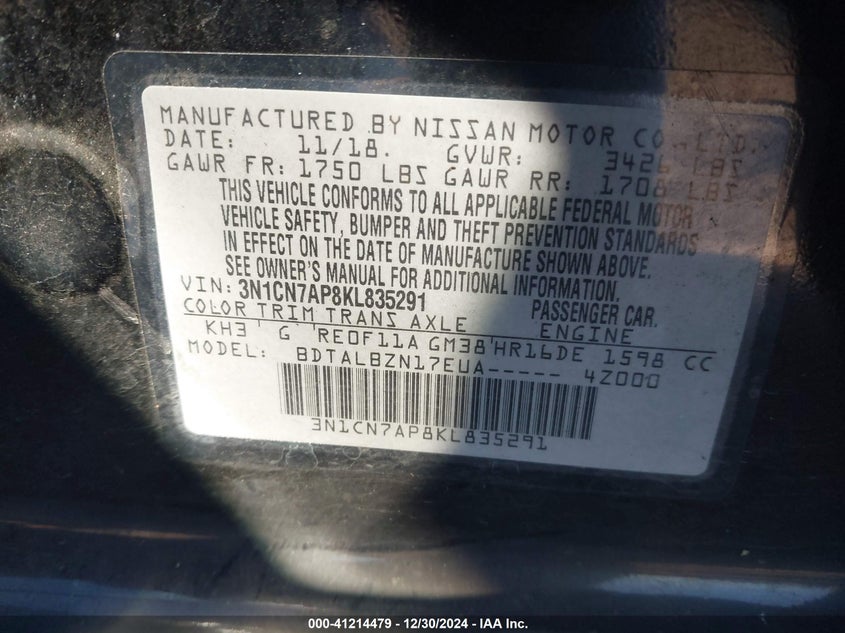 MANUFACTURED BY NISSAN MOTOR CO., LTD.
DATE: 11/18. GVWR: 3426 LBS
GAWR FR: 1750 LBS GAWR RR: 1708 LBS
THIS VEHICLE CONFORMS TO ALL APPLICABLE FEDERAL MOTOR
VEHICLE SAFETY, BUMPER AND THEFT PREVENTION STANDARDS
IN EFFECT ON THE DATE OF MANUFACTURE SHOWN ABOVE.
SEE OWNER'S MANUAL FOR ADDITIONAL INFORMATION.
VIN: 3N1CN7AP8KL835291 PASSENGER CAR.
COLOR TRIM TRANS AXLE ENGINE
KH3 ' G ' 'RE0F11A GM38'HR16DE 1598 CC
MODEL: BDTALBZN17EUA----- 4Z000
3N1CN7AP8KL835291
000-41214479 - 12/30/2024 - IAA Inc.